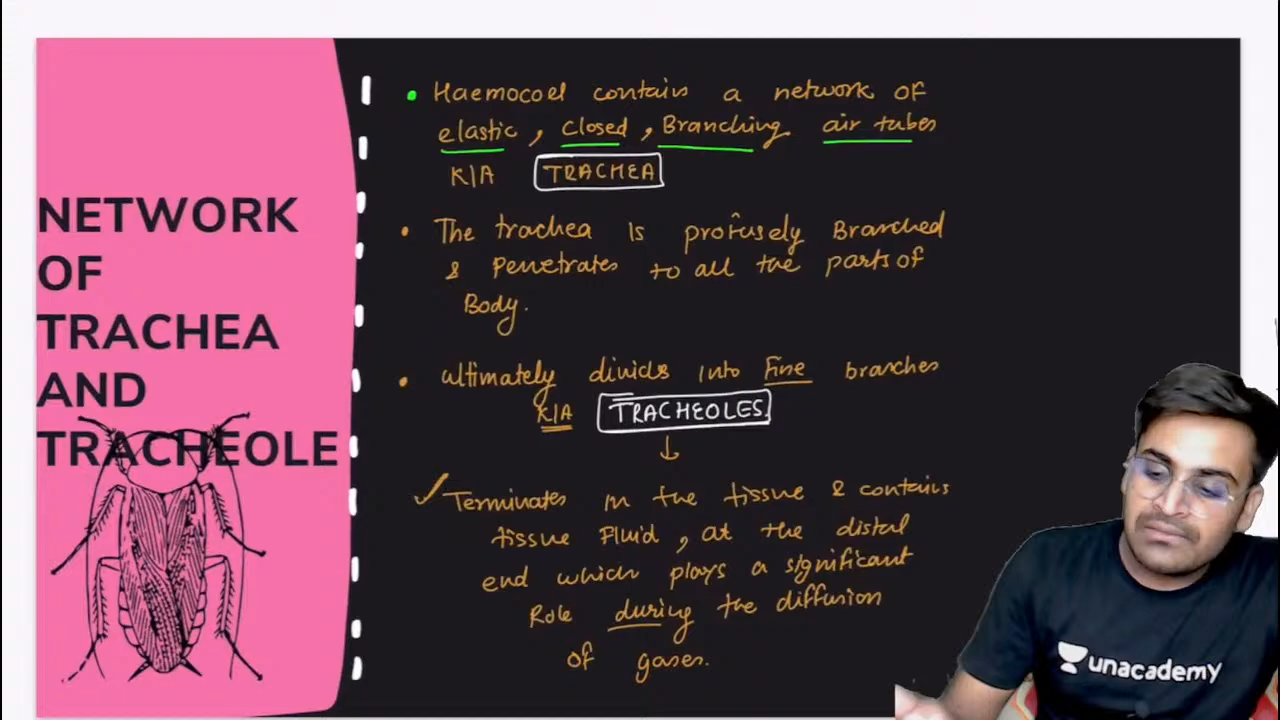 NETWORK
OF
TRACHEA
AND
TRACHEOLE
• Haemocoel contains a network of
elastic, closed, Branching air tubes
K/A TRACHEA
• The trachea is profusely Branched
& Penetrates to all the parts of
Body.
• ultimately divids into Fine branches
K/A TRACHEOLES.
↓
✓ Terminates in the tissue & contains
tissue Fluid, at the distal
end which plays a significant
Role during the diffusion
of gases.
unacademy